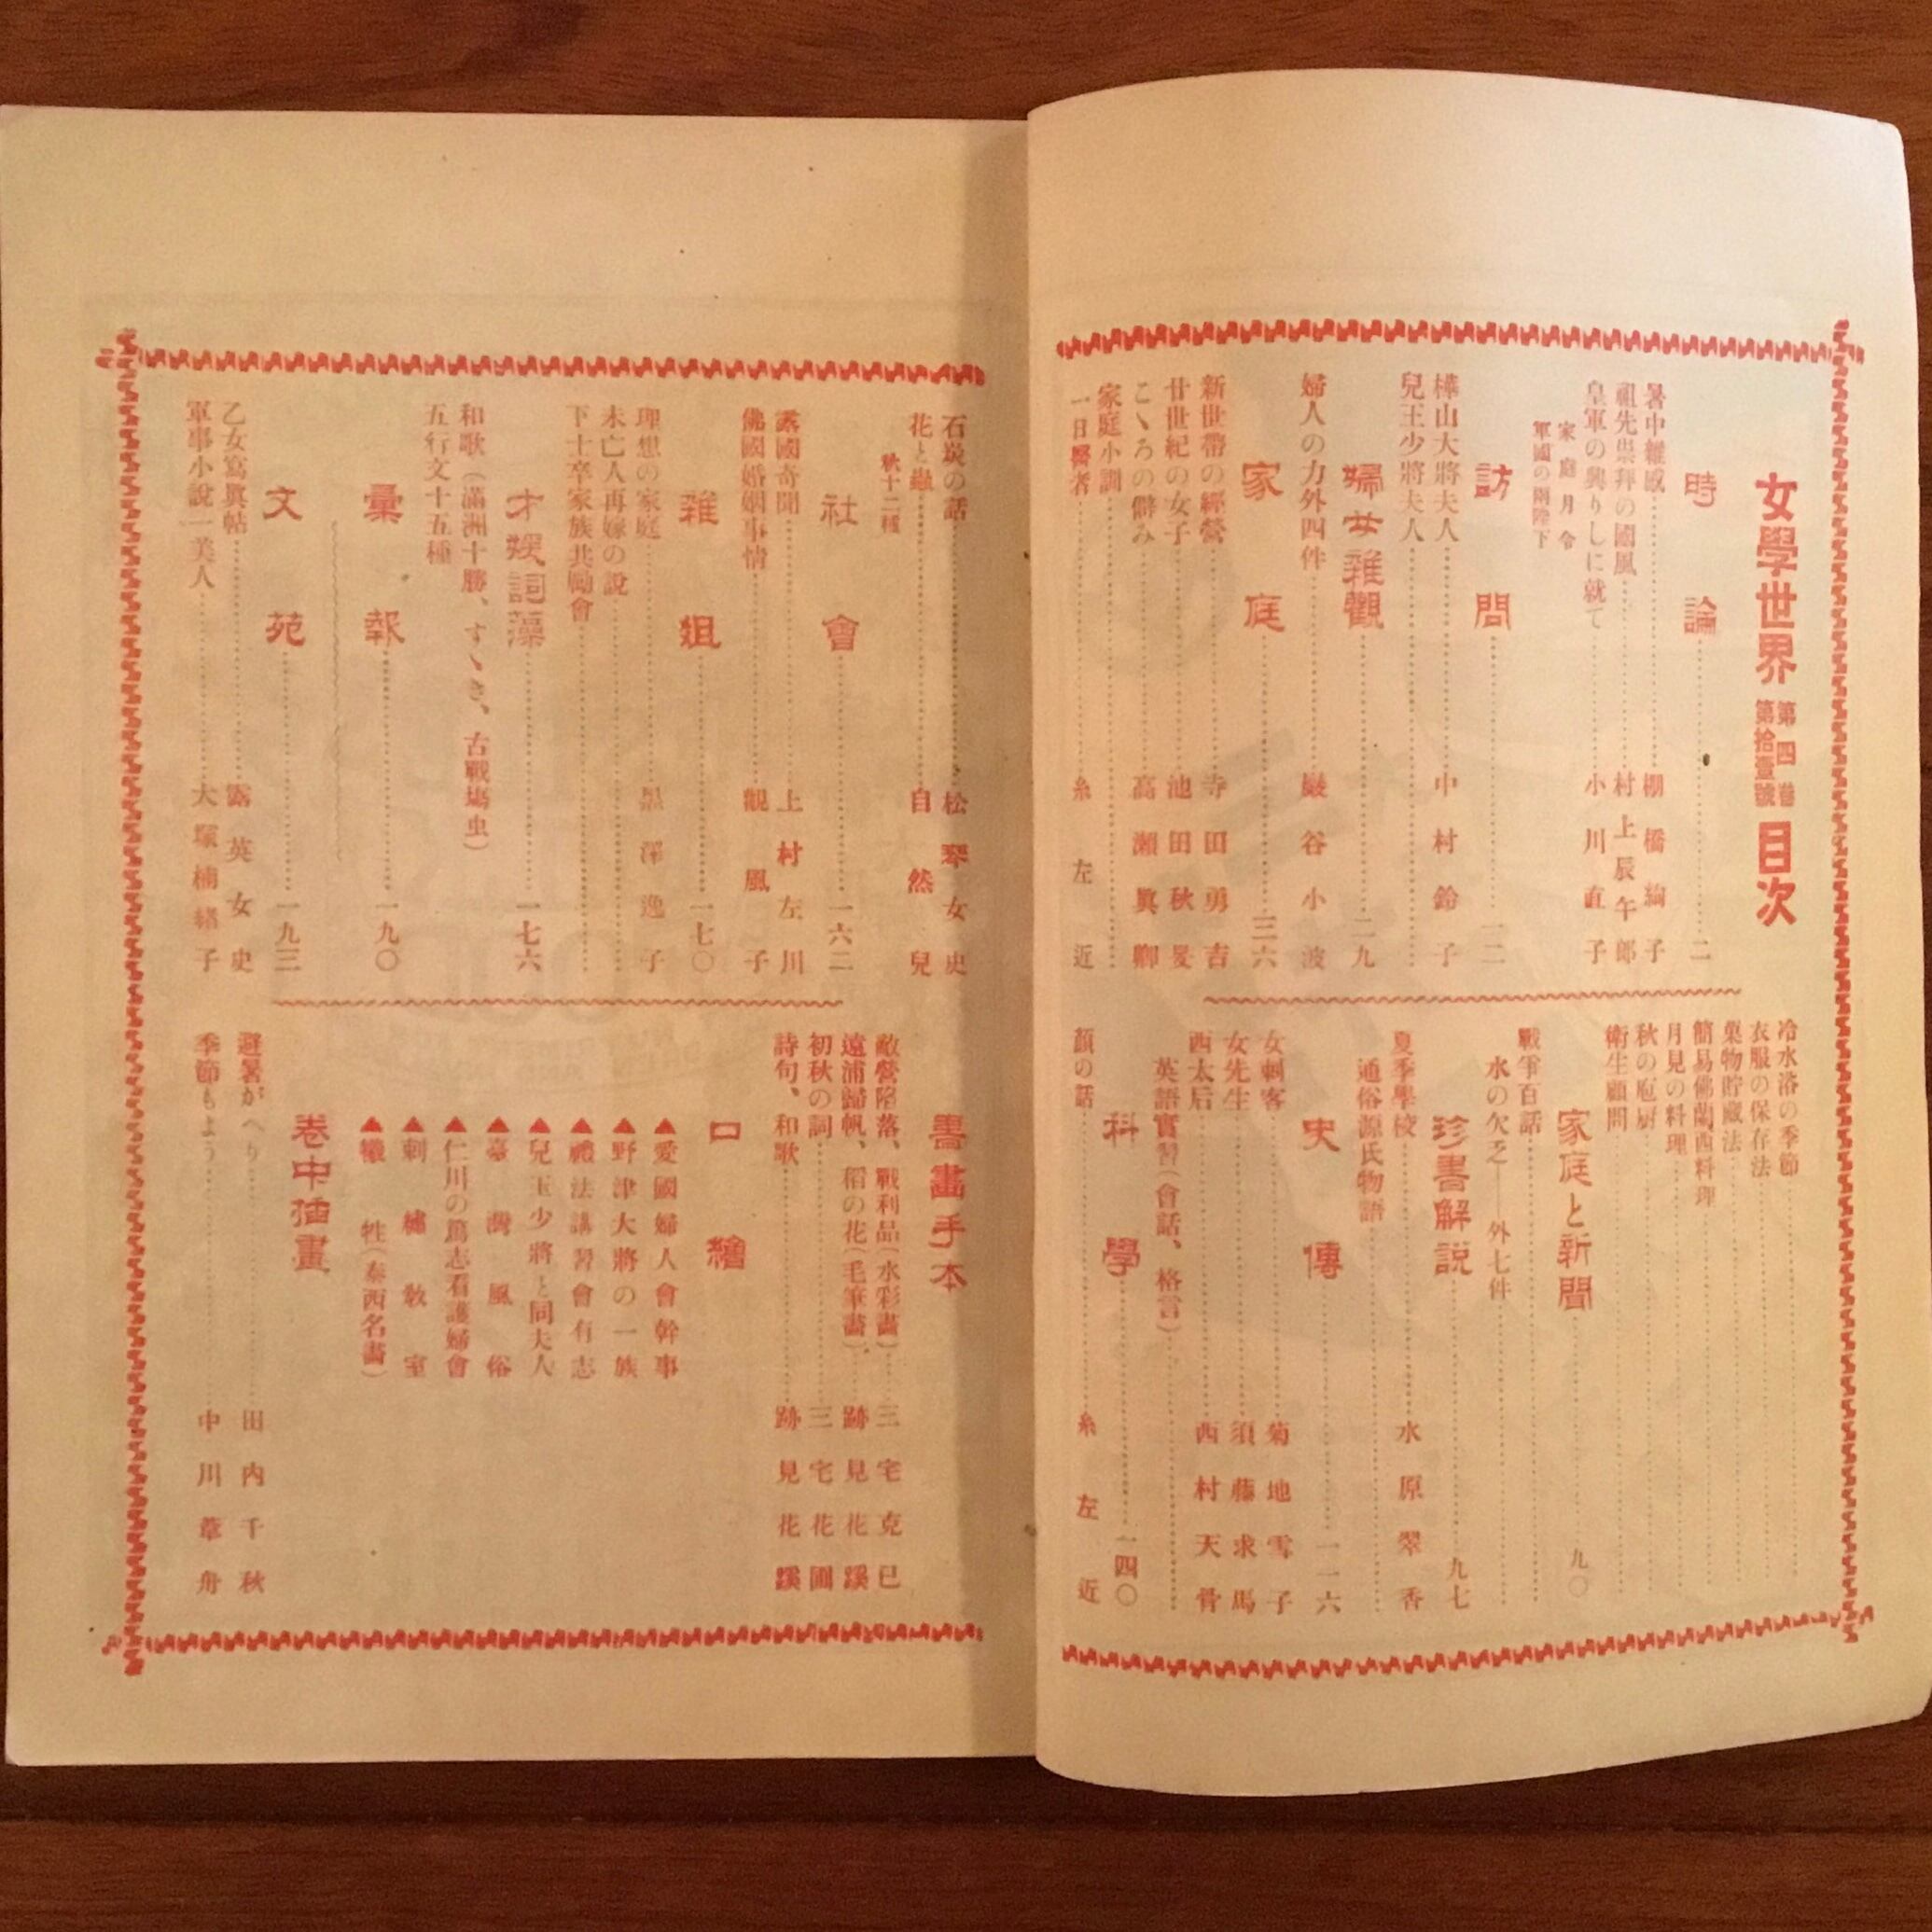 女學世界 第四卷 第拾壹號 目次
時論 二
暑中雜感 棚橋絢子
祖先崇拜の國風 村上辰午郎
皇軍の興りしに就て 小川直子
家庭月令
軍國の兩陛下
訪問 二二
樺山大將夫人 中村鈴子
兒玉少將夫人
婦女雜觀 二九
婦人の力外四件 巖谷小波
家庭 三六
新世帶の經營 寺田勇吉
廿世紀の女子 池田秋旻
こゝろの僻み 高瀨眞卿
家庭小訓
一日醫者 糸左近
冷水浴の季節
衣服の保存法
菓物貯藏法
簡易佛蘭西料理
月見の料理
秋の庖厨
衛生顧問
家庭と新聞 九〇
戰爭百話
水の欠乏――外七件
珍書解説 九七
夏季學校 水原翠香
通俗源氏物語
史傳 一一六
女刺客 菊地雪子
女先生 須藤求馬
西太后 西村天骨
英語實習(會話、格言)
科學 一四〇
顏の話 糸左近
石炭の話 松琴女史
花と蟲 自然兒
秋十二種
社會 一六二
露國奇聞 上村左川
佛國婚姻事情 觀風子
雜爼 一七〇
理想の家庭 黑澤逸子
未亡人再嫁の說
下士卒家族共勵會
才媛詞藻 一七六
和歌(滿洲十勝、すゝき、古戰塲虫)
五行文十五種
彙報 一九〇
文苑 一九三
乙女寫眞帖 露英女史
軍事小說一美人 大塚楠緖子
書畫手本
敵營陷落、戰利品(水彩畵) 三宅克已
遠浦歸帆、稻の花(毛筆畵) 跡見花蹊
初秋の詞 三宅花圃
詩句、和歌 跡見花蹊
口繪
▲愛國婦人會幹事
▲野津大將の一族
▲禮法講習會有志
▲兒玉少將と同夫人
▲臺灣風俗
▲仁川の篤志看護婦會
▲刺繡敎室
▲犧牲(泰西名畵)
卷中揷畫
避暑がへり 田內千秋
季節もよう 中川葦舟